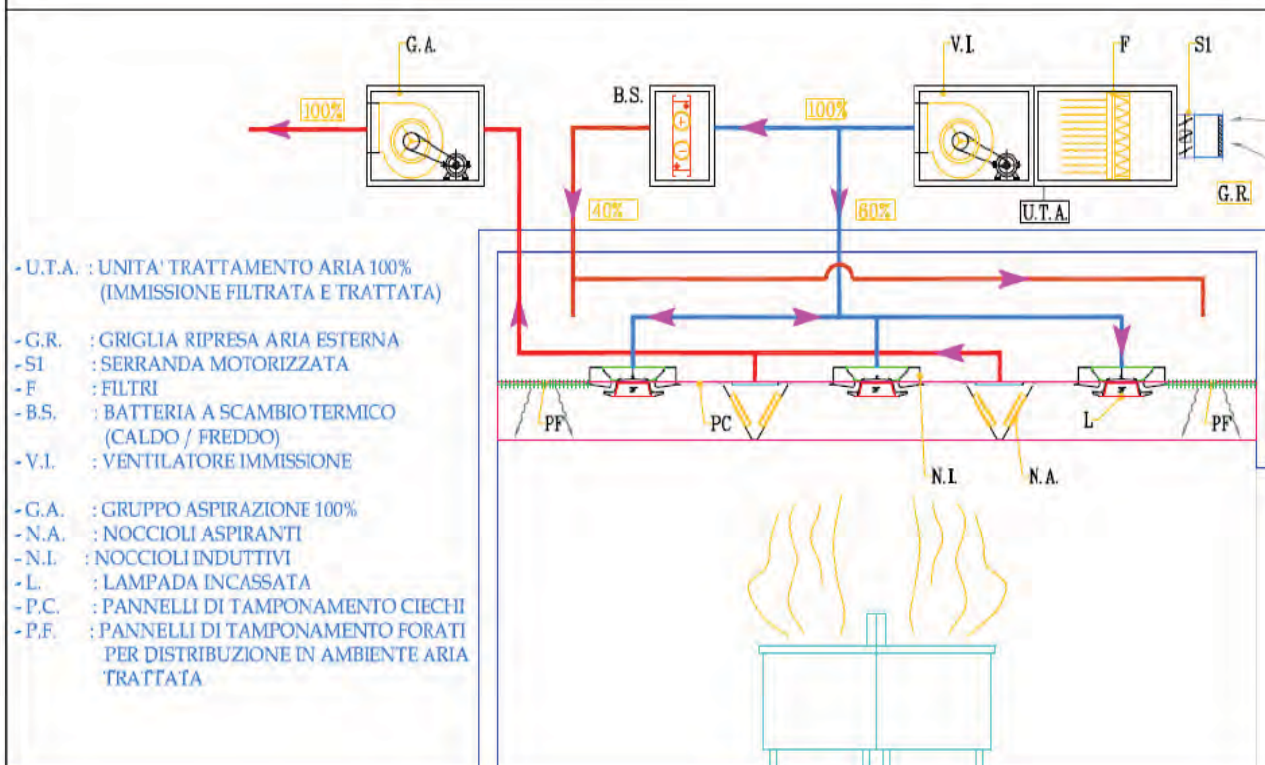 G.A.
V.I.
F
S1
B.S.
100%
100%
G.R.
40%
60%
U.T.A.
- U.T.A. : UNITA' TRATTAMENTO ARIA 100%
(IMMISSIONE FILTRATA E TRATTATA)
- G.R. : GRIGLIA RIPRESA ARIA ESTERNA
- S1 : SERRANDA MOTORIZZATA
- F : FILTRI
- B.S. : BATTERIA A SCAMBIO TERMICO
(CALDO / FREDDO)
- V.I. : VENTILATORE IMMISSIONE
- G.A. : GRUPPO ASPIRAZIONE 100%
- N.A. : NOCCIOLI ASPIRANTI
- N.I. : NOCCIOLI INDUTTIVI
- L. : LAMPADA INCASSATA
- P.C. : PANNELLI DI TAMPONAMENTO CIECHI
- P.F. : PANNELLI DI TAMPONAMENTO FORATI
PER DISTRIBUZIONE IN AMBIENTE ARIA
TRATTATA
PF
PC
L
PF
N.I.
N.A.